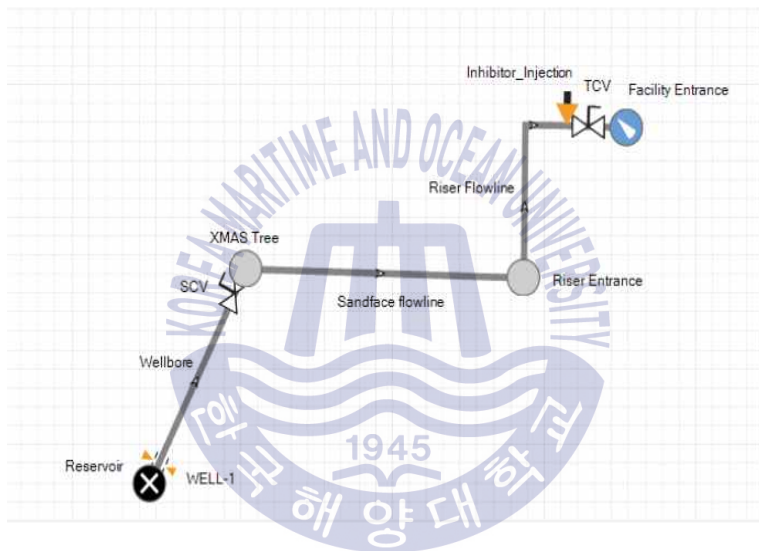 Inhibitor_Injection
TCV
Facility Entrance
Riser Flowline
XMAS Tree
SCV
Riser Entrance
Sandface flowline
Wellbore
Reservoir
WELL-1
KOREA MARITIME AND OCEAN UNIVERSITY
1945
한국해양대학교